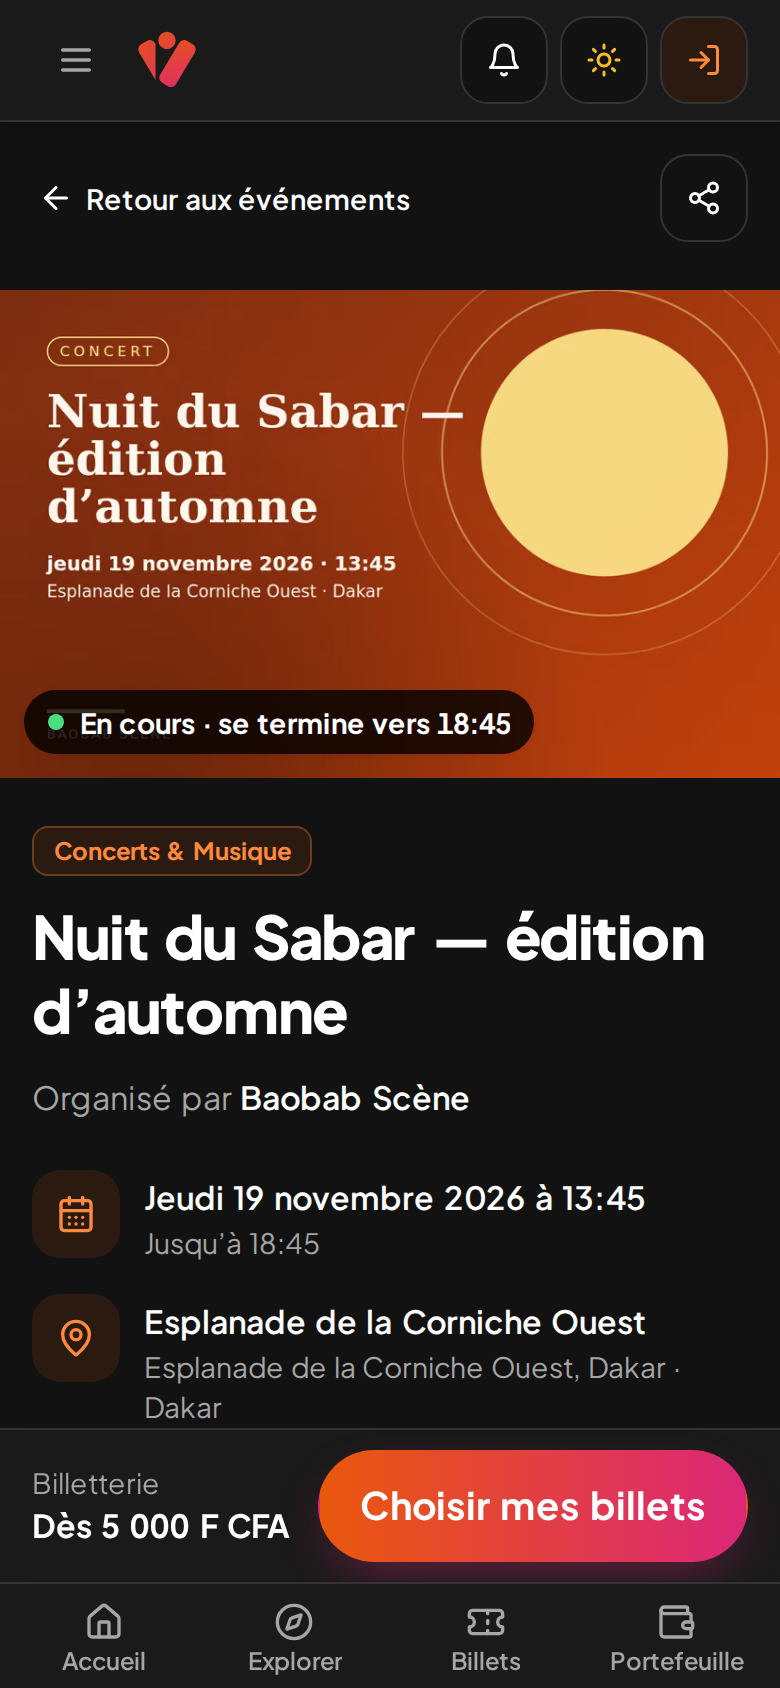 Retour aux événements
CONCERT
Nuit du Sabar —
édition
d’automne
jeudi 19 novembre 2026 · 13:45
Esplanade de la Corniche Ouest · Dakar
En cours · se termine vers 18:45
BAOBAB SCÈNE
Concerts & Musique
Nuit du Sabar — édition
d’automne
Organisé par Baobab Scène
Jeudi 19 novembre 2026 à 13:45
Jusqu’à 18:45
Esplanade de la Corniche Ouest
Esplanade de la Corniche Ouest, Dakar ·
Dakar
Billetterie
Dès 5 000 F CFA
Choisir mes billets
Accueil
Explorer
Billets
Portefeuille